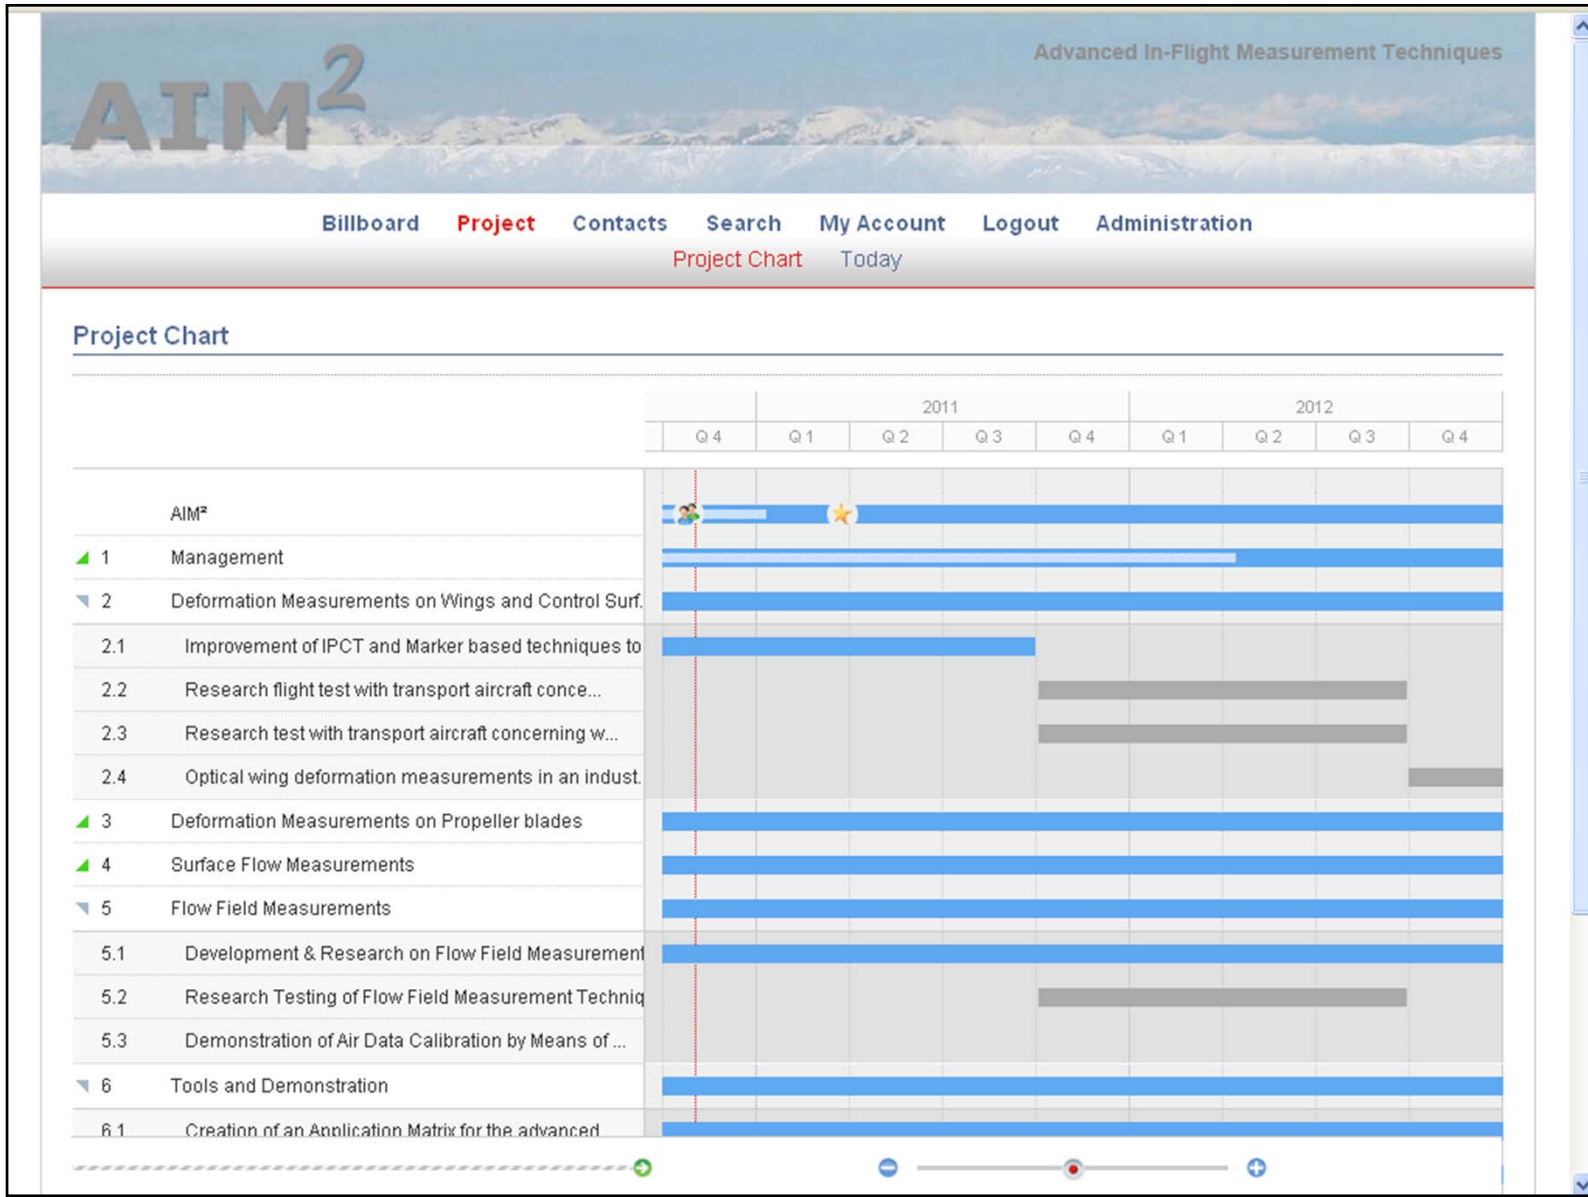 AIM²
Advanced In-Flight Measurement Techniques
Billboard Project Contacts Search My Account Logout Administration
Project Chart Today
Project Chart
2011 2012
Q 4 Q 1 Q 2 Q 3 Q 4 Q 1 Q 2 Q 3 Q 4
AIM²
1 Management
2 Deformation Measurements on Wings and Control Surf.
2.1 Improvement of IPCT and Marker based techniques to
2.2 Research flight test with transport aircraft conce...
2.3 Research test with transport aircraft concerning w...
2.4 Optical wing deformation measurements in an indust.
3 Deformation Measurements on Propeller blades
4 Surface Flow Measurements
5 Flow Field Measurements
5.1 Development & Research on Flow Field Measurement
5.2 Research Testing of Flow Field Measurement Techniq
5.3 Demonstration of Air Data Calibration by Means of ...
6 Tools and Demonstration
6.1 Creation of an Application Matrix for the advanced